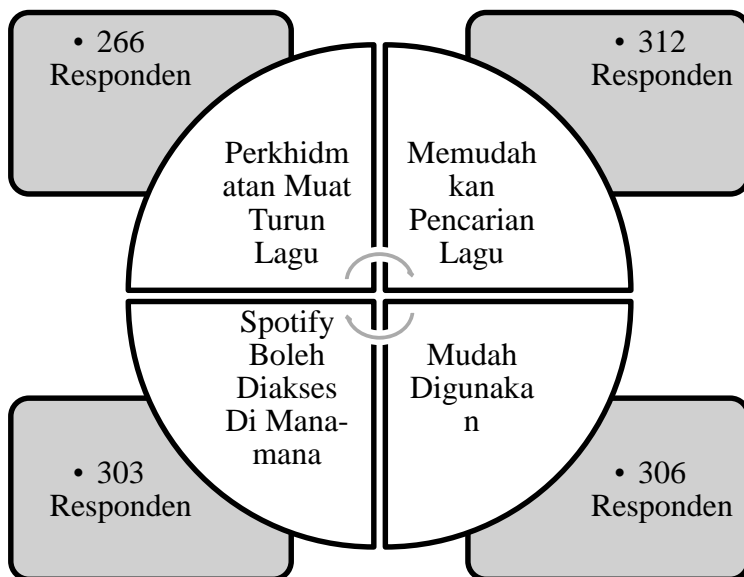 • 266
Responden
• 312
Responden
Perkhidm
atan Muat
Turun
Lagu
Memudah
kan
Pencarian
Lagu
Spotify
Boleh
Diakses
Di Mana-
mana
Mudah
Digunaka
n
• 303
Responden
• 306
Responden